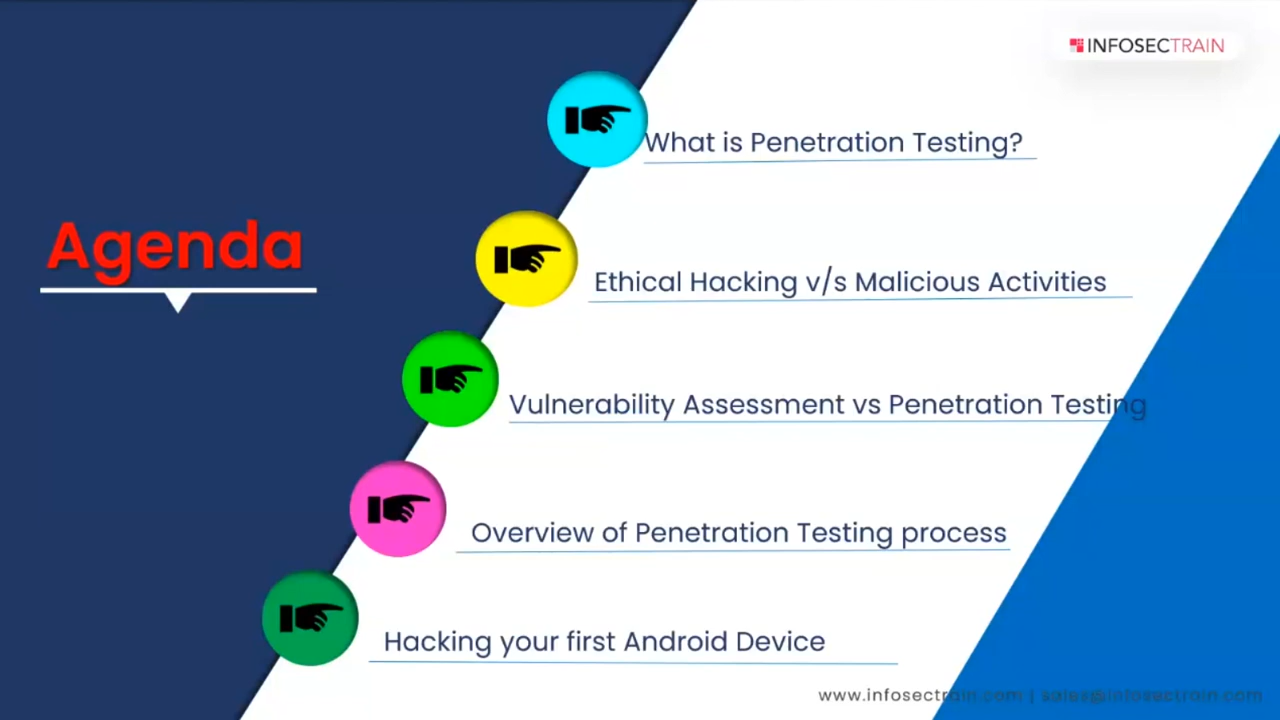 INFOSECTRAIN
Agenda
What is Penetration Testing?
Ethical Hacking v/s Malicious Activities
Vulnerability Assessment vs Penetration Testing
Overview of Penetration Testing process
Hacking your first Android Device
www.infosectrain.com | sales@infosectrain.com